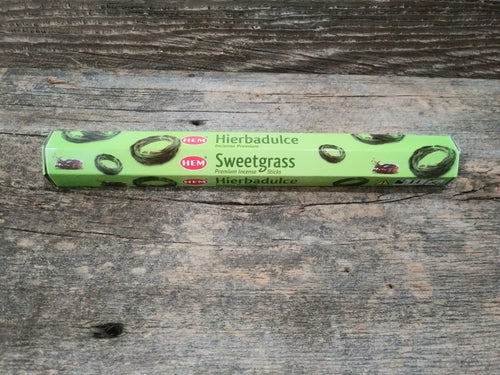 HEM Hierbadulce
Incienso Premium
HEM Sweetgrass
Premium Incense Sticks
HEM Hierbadulce